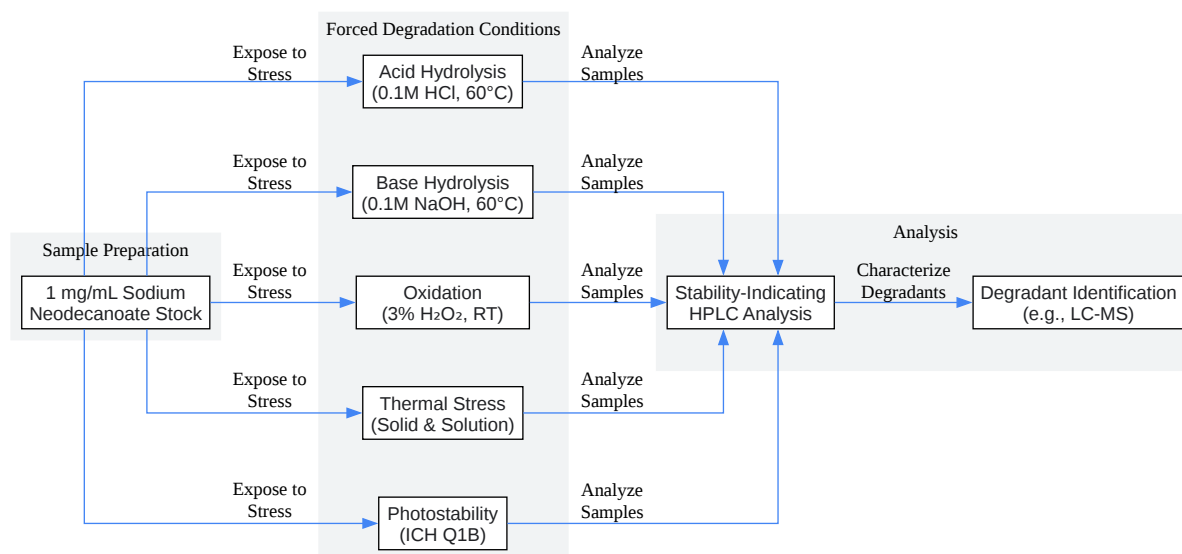 Forced Degradation Conditions
Expose to
Stress
Acid Hydrolysis
(0.1M HCl, 60°C)
Analyze
Samples
Expose to
Stress
Base Hydrolysis
(0.1M NaOH, 60°C)
Analyze
Samples
Sample Preparation
1 mg/mL Sodium
Neodecanoate Stock
Expose to
Stress
Oxidation
(3% H₂O₂, RT)
Analyze
Samples
Analysis
Stability-Indicating
HPLC Analysis
Characterize
Degradants
Degradant Identification
(e.g., LC-MS)
Expose to
Stress
Thermal Stress
(Solid & Solution)
Analyze
Samples
Expose to
Stress
Photostability
(ICH Q1B)
Analyze
Samples